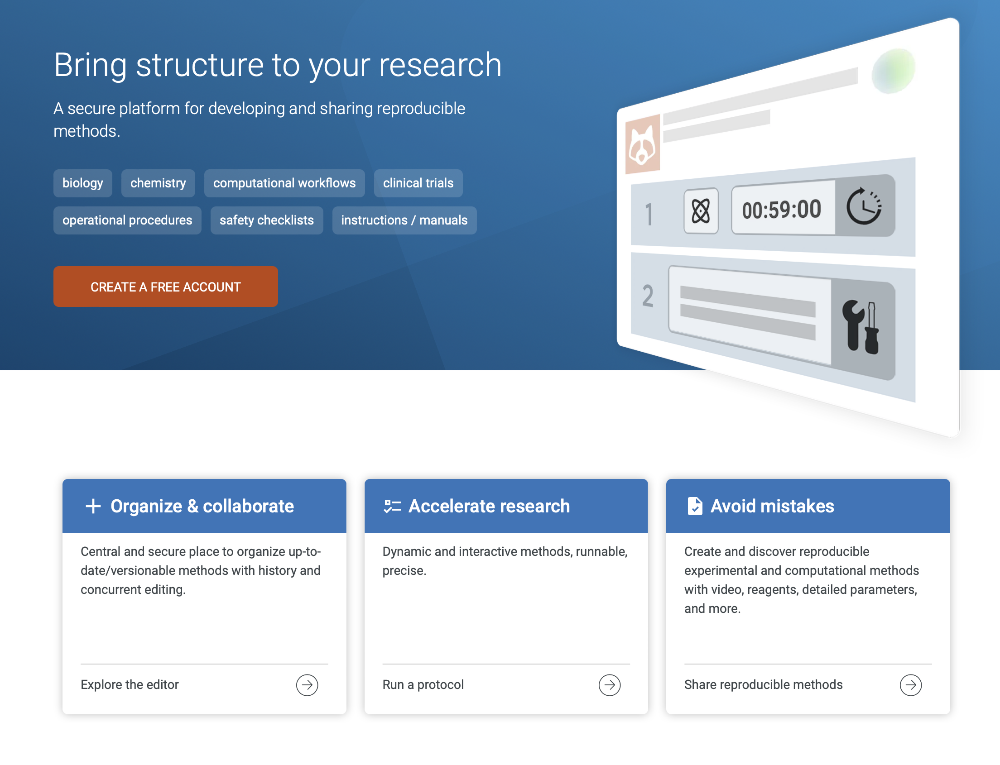 Bring structure to your research
A secure platform for developing and sharing reproducible
methods.
biology chemistry computational workflows clinical trials
operational procedures safety checklists instructions / manuals
CREATE A FREE ACCOUNT
1 00:59:00
2
Organize & collaborate
Central and secure place to organize up-to-
date/versionable methods with history and
concurrent editing.
Explore the editor
Accelerate research
Dynamic and interactive methods, runnable,
precise.
Run a protocol
Avoid mistakes
Create and discover reproducible
experimental and computational methods
with video, reagents, detailed parameters,
and more.
Share reproducible methods